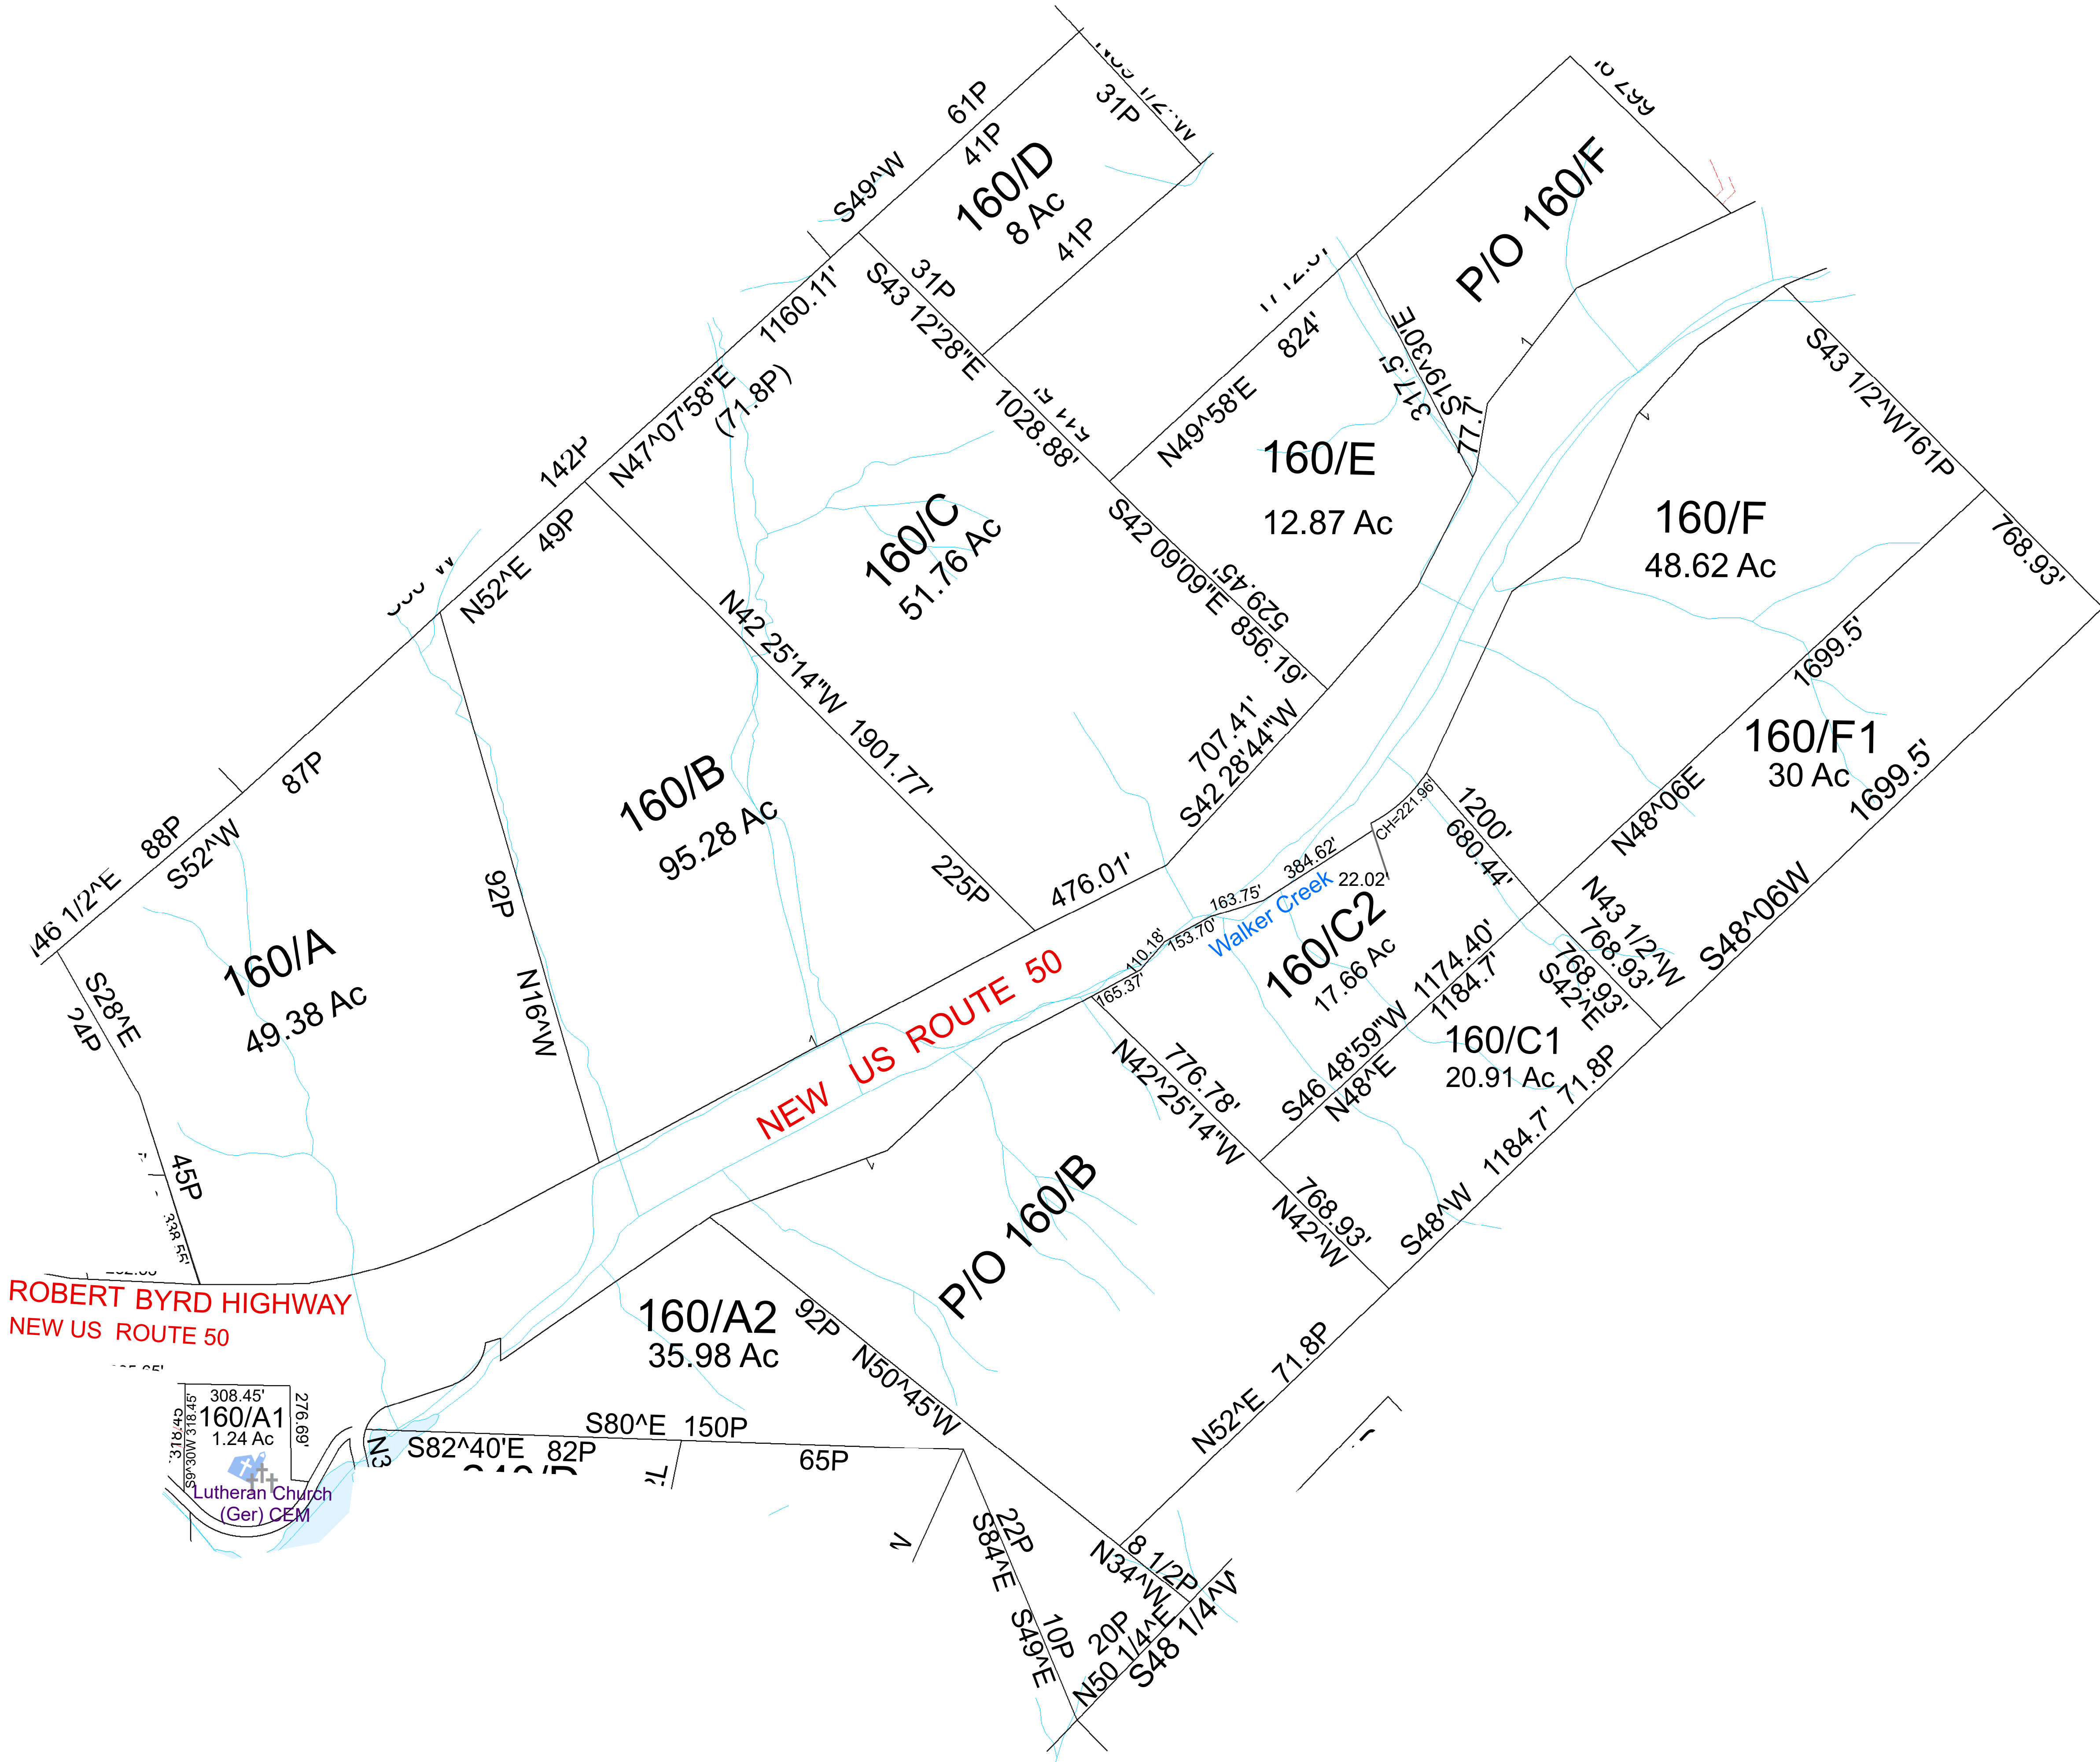 61P
41P
31P
160/D
8 Ac
S49^W
41P
31P
P/O 160/F
S43 12'28"E 1028.88'
1160.11'
N47^07'58"E
(71.8P)
142P
N52^E 49P
824'
N49^58'E
S19^30'E
317.5'
77.7'
S43 1/2^W161P
768.93'
160/C
51.76 Ac
511.5'
160/E
12.87 Ac
160/F
48.62 Ac
S42 09'09"E 856.19'
529.45'
N42 25'14"W 1901.77'
225P
1699.5'
N48^06E
160/F1
30 Ac
1699.5'
S48^06W
707.41'
S42 28'44"W
160/B
95.28 Ac
87P
88P
S52^W
46 1/2^E
92P
N16^W
476.01'
CH=221.96'
1200'
680.44'
384.62'
22.02'
163.75'
Walker Creek
153.70'
110.18'
165.37'
160/C2
17.66 Ac
N43 1/2^W
768.93'
768.93'
S42^E
160/A
49.38 Ac
S28^E
24P
45P
338.55'
NEW US ROUTE 50
S46 48'59"W 1174.40'
1184.7'
N48^E
160/C1
20.91 Ac
S48^W 1184.7' 71.8P
776.78'
N42^25'14"W
768.93'
N42^W
P/O 160/B
ROBERT BYRD HIGHWAY
NEW US ROUTE 50
160/A2
35.98 Ac
92P
N50^45'W
N52^E 71.8P
308.45'
160/A1
1.24 Ac
276.69'
318.45
S9^30W 318.45'
Lutheran Church
(Ger) CEM
N3
S80^E 150P
S82^40'E 82P
65P
22P
S84^E
10P
S49^E
8 1/2P
N34^W
20P
N50 1/4^E
S48 1/4^W